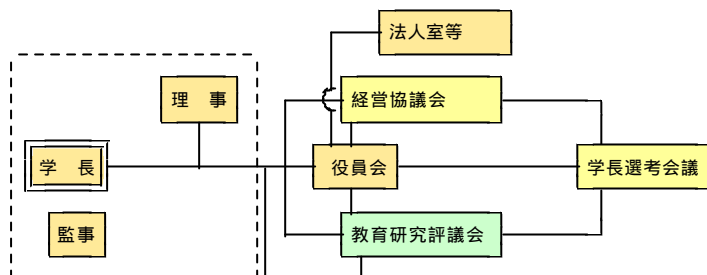 法人室等
理　事
経営協議会
学　長
役員会
学長選考会議
監事
教育研究評議会